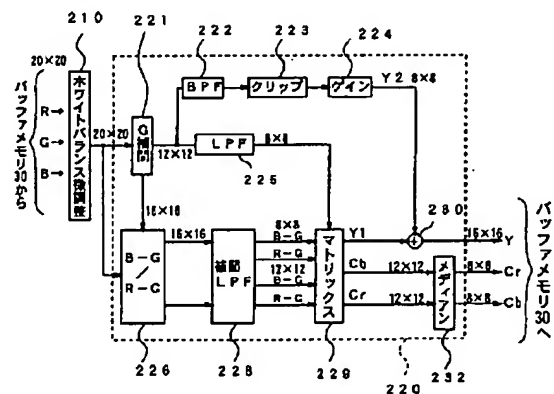 210
221
222
223
224
20×20
バッファメモリ30から
R→
G→
B→
ホワイトバランス微調整
20×20
G補間
BPF
クリップ
ゲイン
Y2
8×8
12×12
LPF
8×8
225
16×16
B-G
/
R-G
16×16
補間
LPF
8×8
B-G
R-G
12×12
B-G
R-G
マトリックス
Y1
Cb
Cr
12×12
12×12
280
メディアン
16×16
Y
8×8
Cr
8×8
Cb
バッファメモリ30へ
226
228
229
220
232